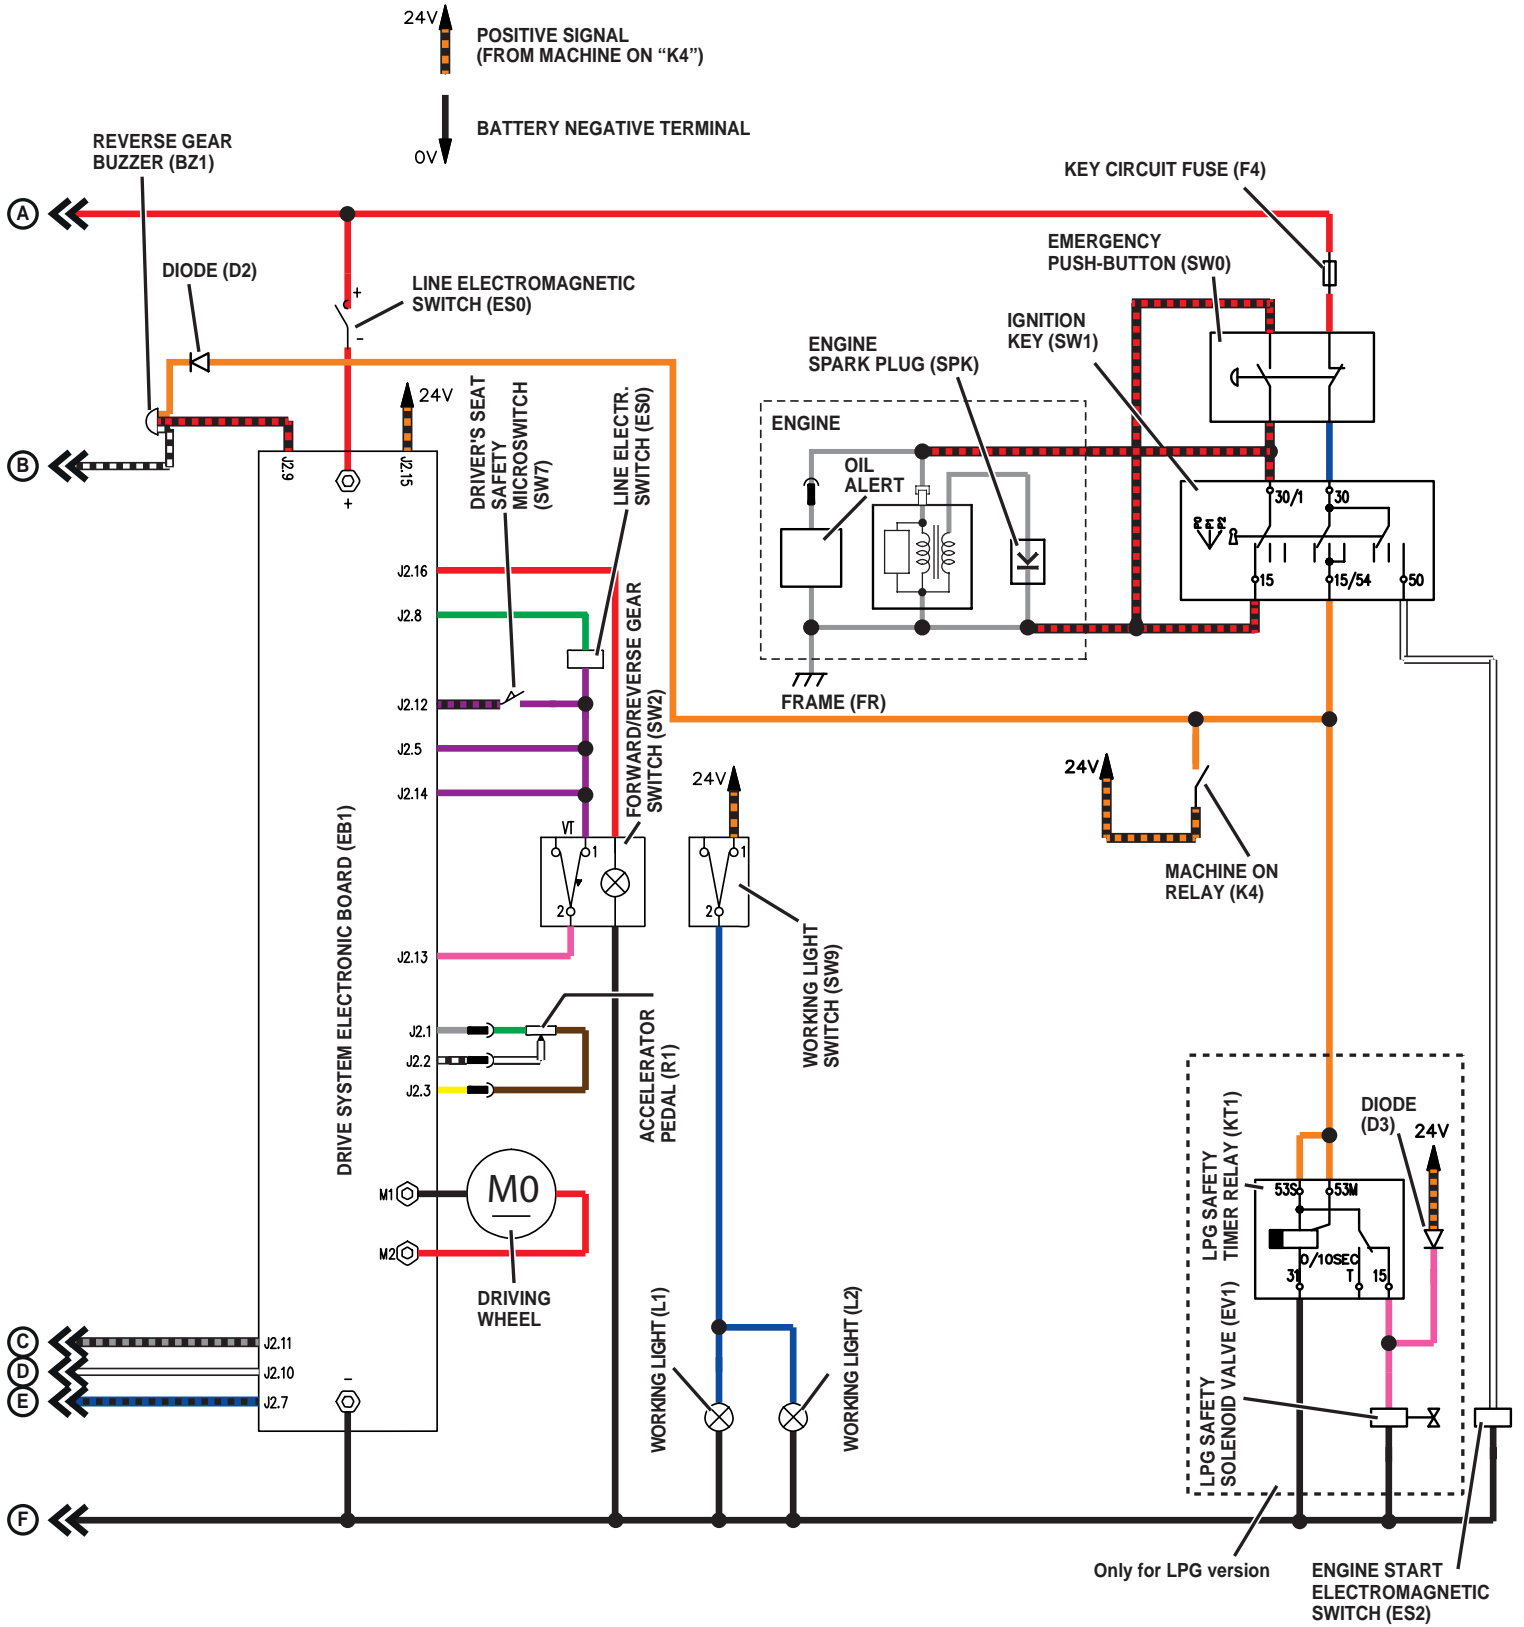 24V
POSITIVE SIGNAL
(FROM MACHINE ON “K4”)
BATTERY NEGATIVE TERMINAL
0V
REVERSE GEAR
BUZZER (BZ1)
KEY CIRCUIT FUSE (F4)
A
EMERGENCY
PUSH-BUTTON (SW0)
DIODE (D2)
LINE ELECTROMAGNETIC
SWITCH (ES0)
+
-
IGNITION
KEY (SW1)
ENGINE
SPARK PLUG (SPK)
24V
DRIVER'S SEAT
SAFETY
MICROSWITCH
(SW7)
LINE ELECTR.
SWITCH (ES0)
ENGINE
OIL
ALERT
B
J2.9
+
J2.15
30/1
30
P0
P1
P2
15
15/54
50
J2.16
J2.8
FORWARD/REVERSE GEAR
SWITCH (SW2)
FRAME (FR)
J2.12
J2.5
J2.14
24V
24V
VT
1
2
1
2
MACHINE ON
RELAY (K4)
DRIVE SYSTEM ELECTRONIC BOARD (EB1)
J2.13
WORKING LIGHT
SWITCH (SW9)
J2.1
J2.2
J2.3
ACCELERATOR
PEDAL (R1)
LPG SAFETY
TIMER RELAY (KT1)
DIODE
(D3)
24V
M1
M0
M2
DRIVING
WHEEL
53S
53M
0/10SEC
31
T
15
LPG SAFETY
SOLENOID VALVE (EV1)
WORKING LIGHT (L1)
WORKING LIGHT (L2)
C
J2.11
D
J2.10
E
J2.7
-
F
Only for LPG version
ENGINE START
ELECTROMAGNETIC
SWITCH (ES2)